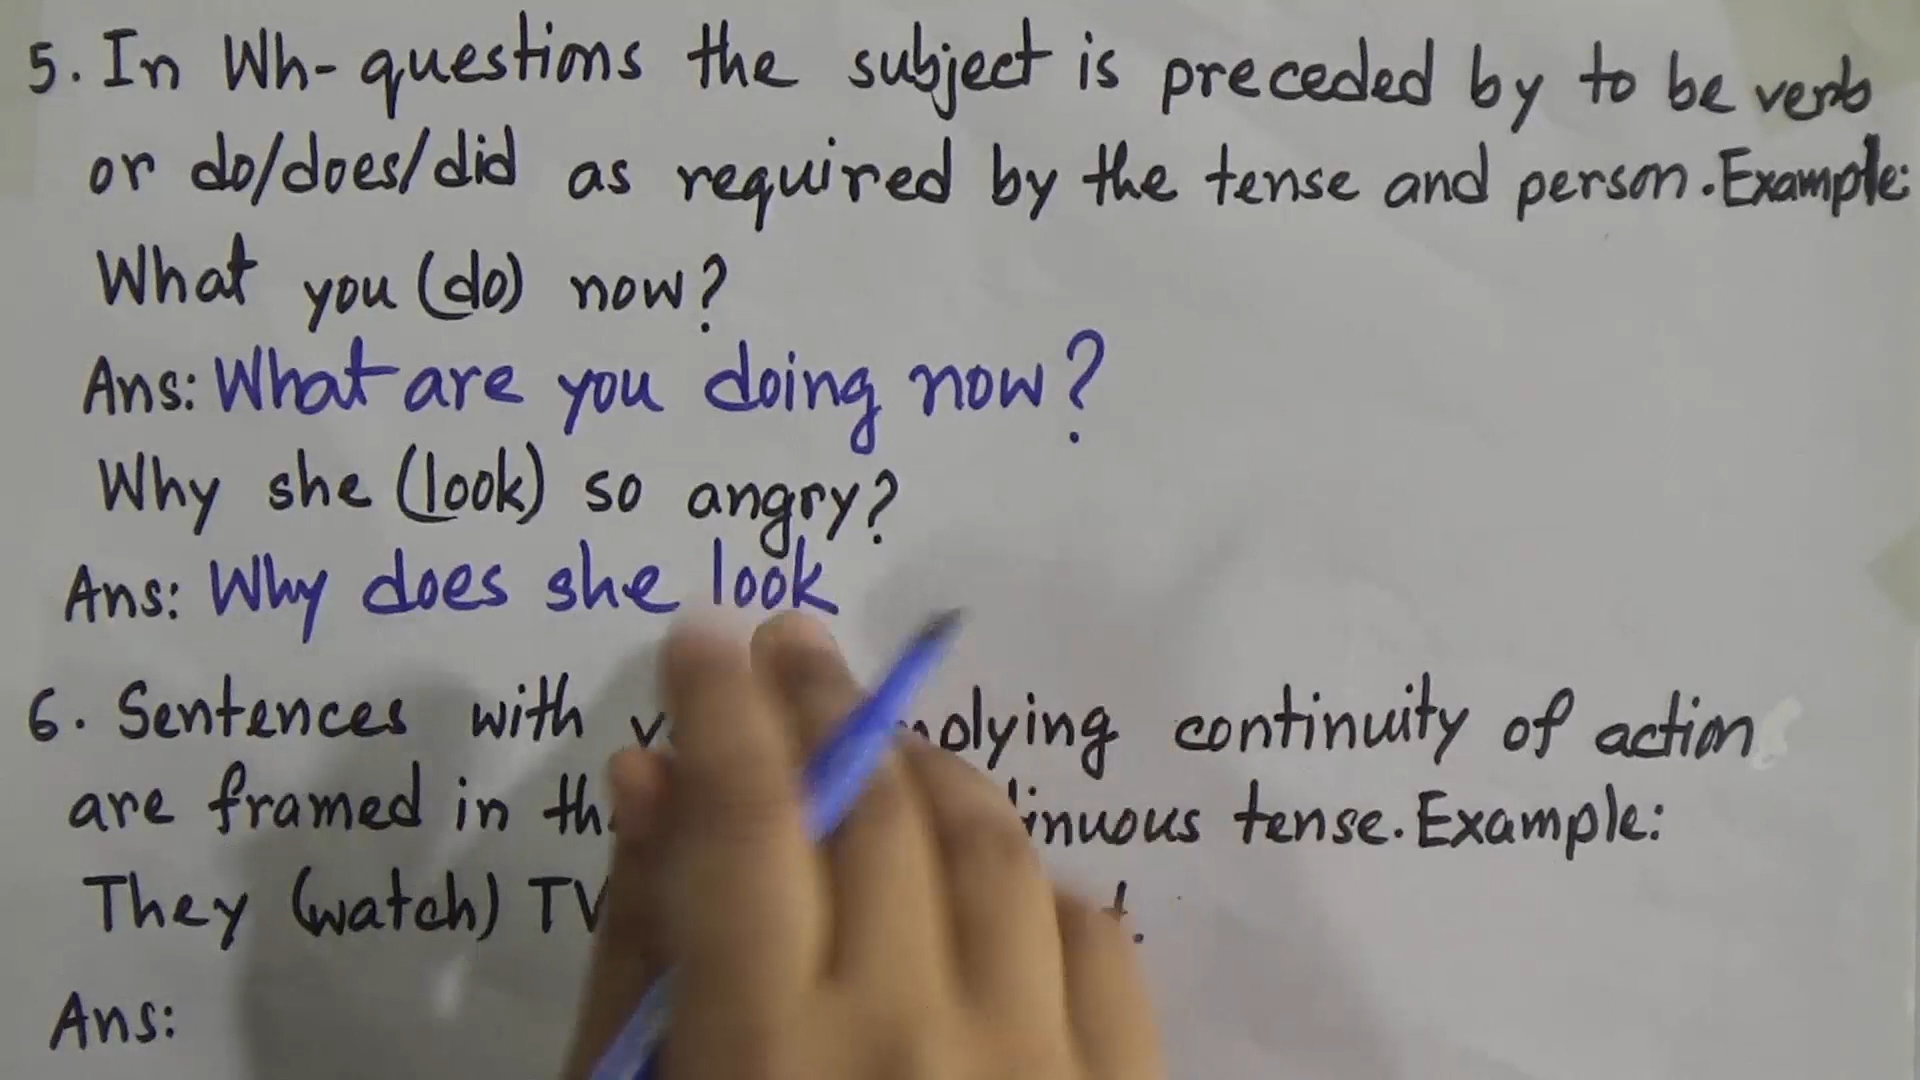 5. In Wh-questions the subject is preceded by to be verb
or do/does/did as required by the tense and person. Example:
What you (do) now?
Ans: What are you doing now?
Why she (look) so angry?
Ans: Why does she look
6. Sentences with continuity of action
are framed in tense. Example:
They (watch) TV
Ans: